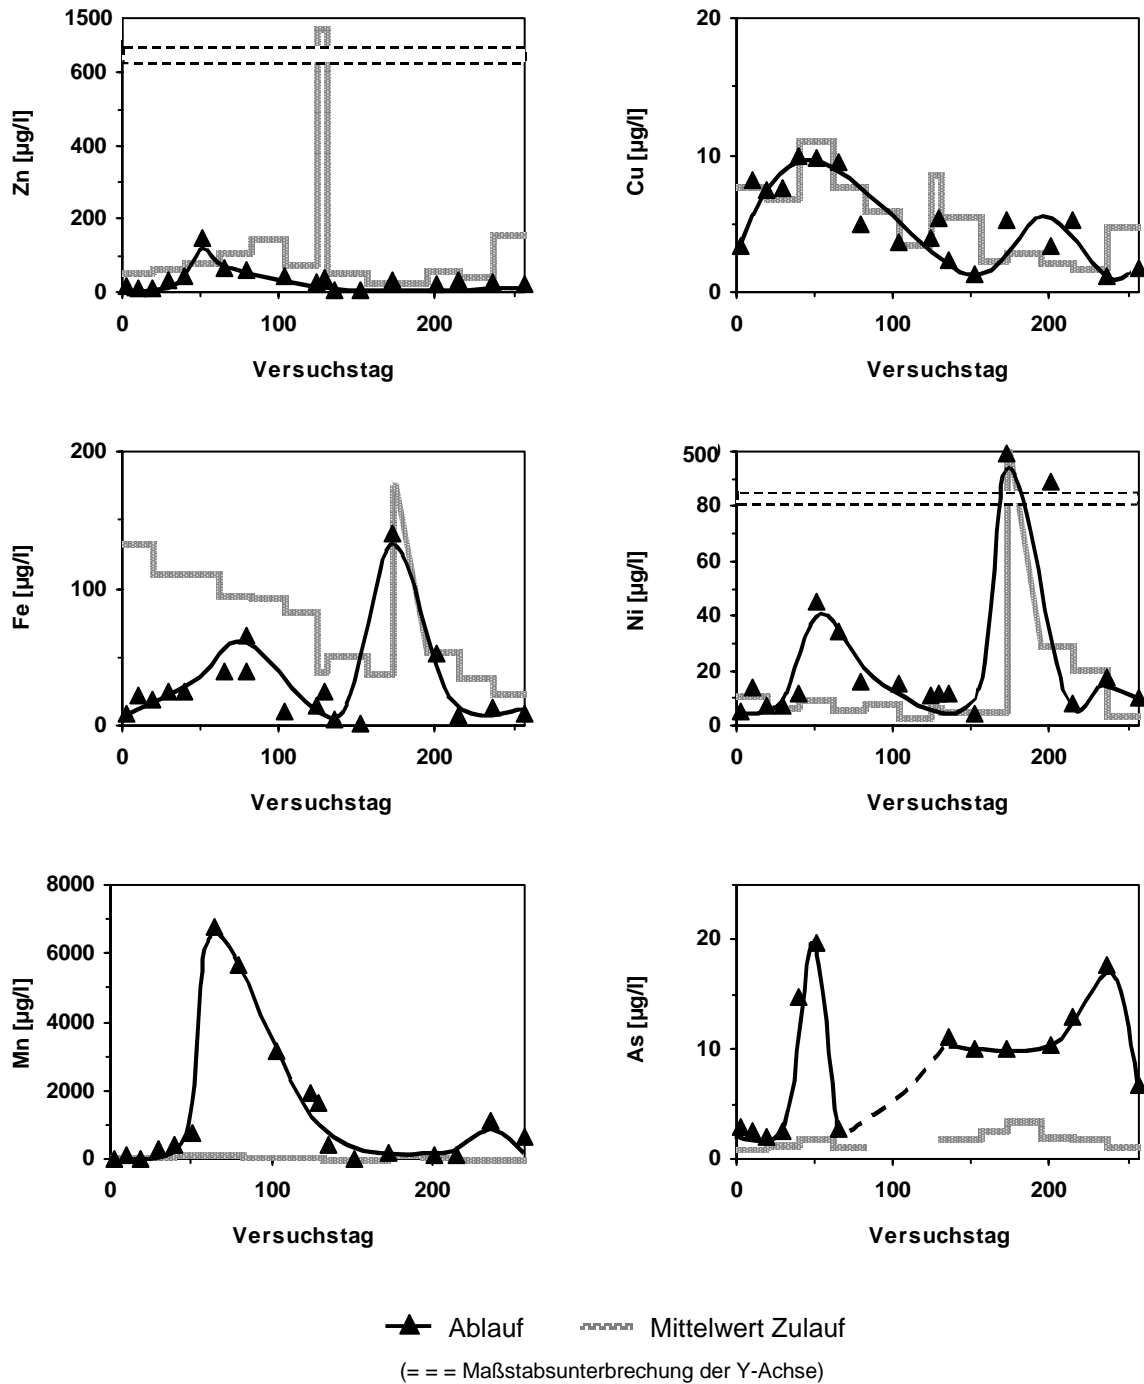 1500
600
400
200
0
Zn [µg/l]
0 100 200
Versuchstag
20
10
0
Cu [µg/l]
0 100 200
Versuchstag
200
100
0
Fe [µg/l]
0 100 200
Versuchstag
500
80
60
40
20
0
Ni [µg/l]
0 100 200
Versuchstag
8000
6000
4000
2000
0
Mn [µg/l]
0 100 200
Versuchstag
20
10
0
As [µg/l]
0 100 200
Versuchstag
Ablauf Mittelwert Zulauf
(= = = Maßstabsunterbrechung der Y-Achse)